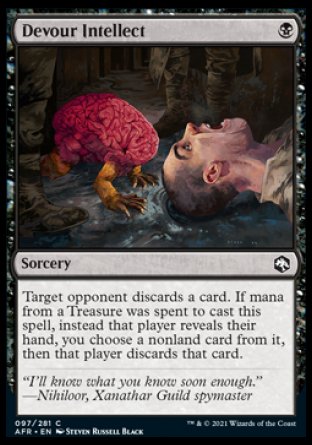 Devour Intellect
Sorcery
Target opponent discards a card. If mana
from a Treasure was spent to cast this
spell, instead that player reveals their
hand, you choose a nonland card from it,
then that player discards that card.
“I’ll know what you know soon enough.”
—Nihiloor, Xanathar Guild spymaster
097/281 C
AFR • EN Steven Russell Black
™ & © 2021 Wizards of the Coast